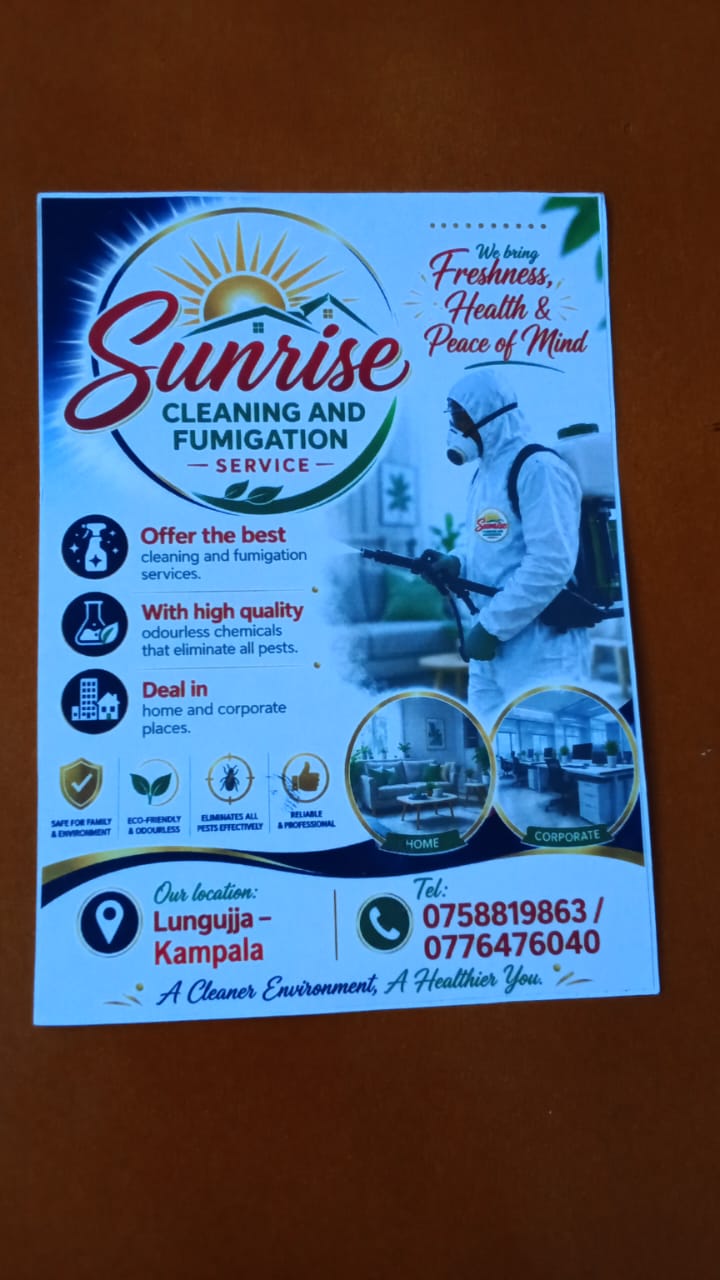 We bring
Freshness,
Health &
Peace of Mind
Sunrise
CLEANING AND
FUMIGATION
SERVICE
Sunrise
Offer the best
cleaning and fumigation
services.
With high quality
odourless chemicals
that eliminate all pests.
Deal in
home and corporate
places.
SAFE FOR FAMILY
& ENVIRONMENT
ECO-FRIENDLY
& ODOURLESS
ELIMINATES ALL
PESTS EFFECTIVELY
RELIABLE
& PROFESSIONAL
HOME
CORPORATE
Our location:
Lungujja –
Kampala
Tel:
0758819863 /
0776476040
A Cleaner Environment, A Healthier You.